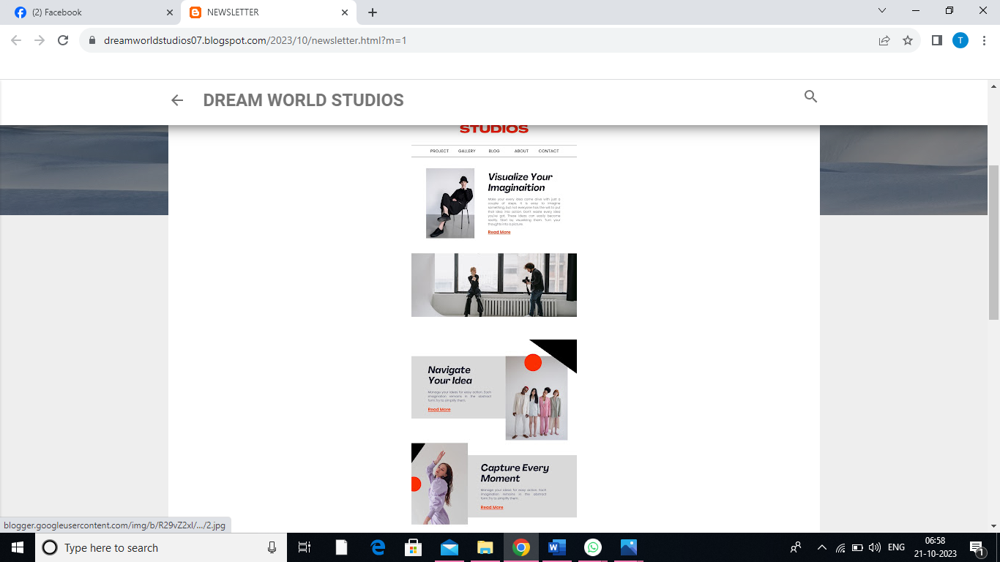 (2) Facebook
NEWSLETTER
dreamworldstudios07.blogspot.com/2023/10/newsletter.html?m=1
T
DREAM WORLD STUDIOS
STUDIOS
PROJECT GALLERY BLOG ABOUT CONTACT
Visualize Your
Imaginaition
Make your every idea come drive with just a
couple of steps. It is easy to imagine
something, but not everyone has the will to put
that idea into action. Don't waste every idea
you've got. These ideas can easily become
reality. Start by visualizing them. Turn your
thoughts into a picture.
Read More
Navigate
Your Idea
Manage your ideas for easy action. Each
imagination remains in the abstract
form.Try to simplify them.
Read More
Capture Every
Moment
Manage your ideas for easy action. Each
imagination remains in the abstract
form.Try to simplify them.
Read More
blogger.googleusercontent.com/img/b/R29vZ2xl/.../2.jpg
Type here to search
ENG
06:58
21-10-2023
1